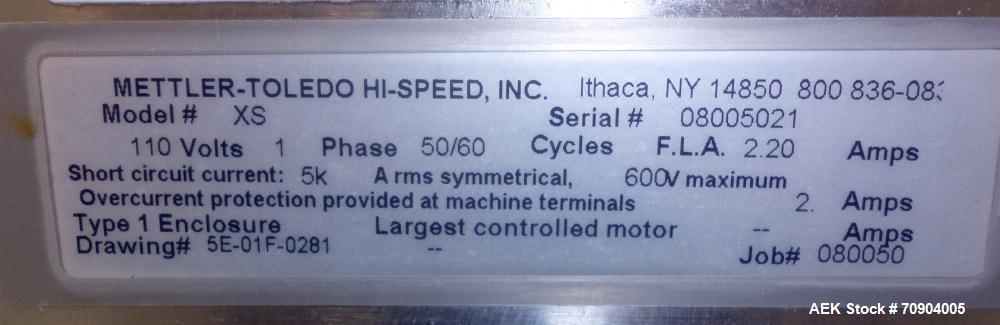 METTLER-TOLEDO HI-SPEED, INC. Ithaca, NY 14850 800 836-083
Model # XS Serial # 08005021
110 Volts 1 Phase 50/60 Cycles F.L.A. 2.20 Amps
Short circuit current: 5k A rms symmetrical, 600V maximum
Overcurrent protection provided at machine terminals 2. Amps
Type 1 Enclosure Largest controlled motor -- Amps
Drawing# 5E-01F-0281 -- Job# 080050
AEK Stock # 70904005